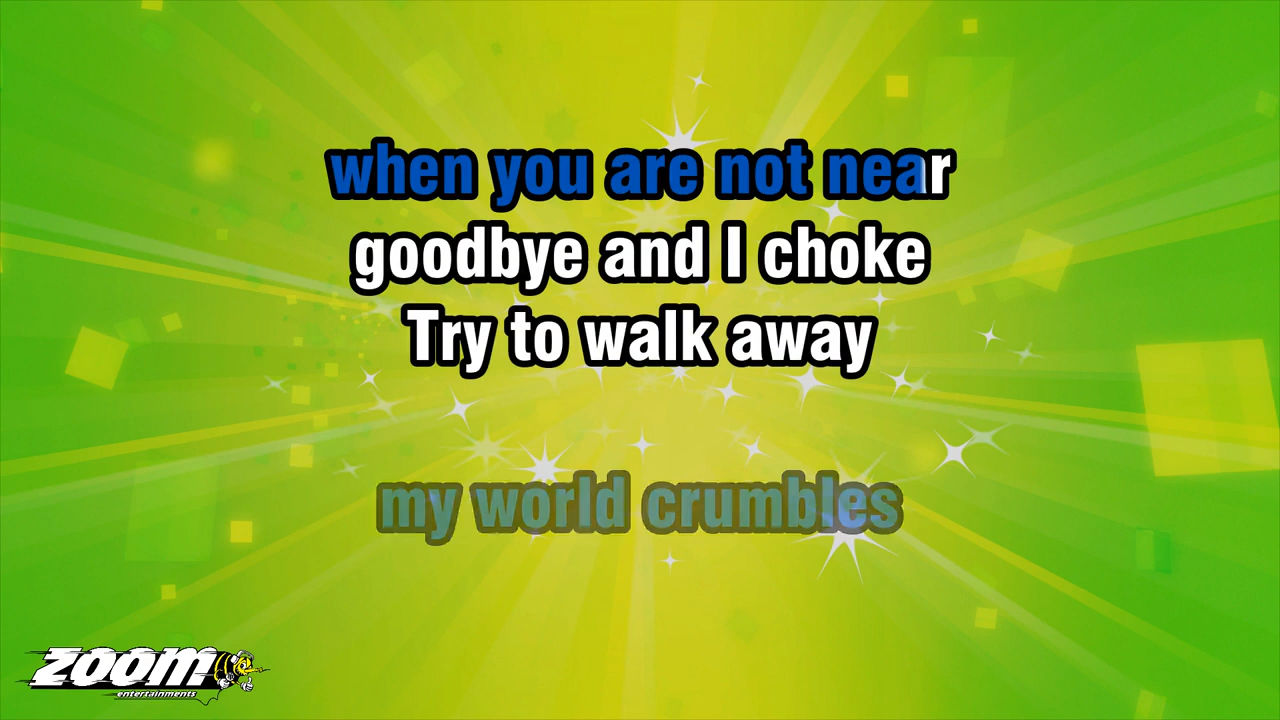 when you are not near
goodbye and I choke
Try to walk away
my world crumbles
zoom
entertainments